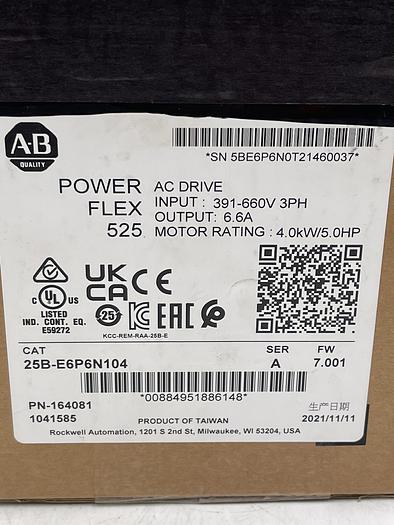 A-B
QUALITY
*SN 5BE6P6N0T21460037*
POWER FLEX 525
AC DRIVE
INPUT : 391-660V 3PH
OUTPUT: 6.6A
MOTOR RATING : 4.0kW/5.0HP
C UL US
LISTED
IND. CONT. EQ.
E59272
UK
CA
CE
25
EAC
KCC-REM-RAA-25B-E
CAT
SER
FW
25B-E6P6N104
A
7.001
*00884951886148*
PN-164081
1041585
生产日期
2021/11/11
PRODUCT OF TAIWAN
Rockwell Automation, 1201 S 2nd St, Milwaukee, WI 53204, USA